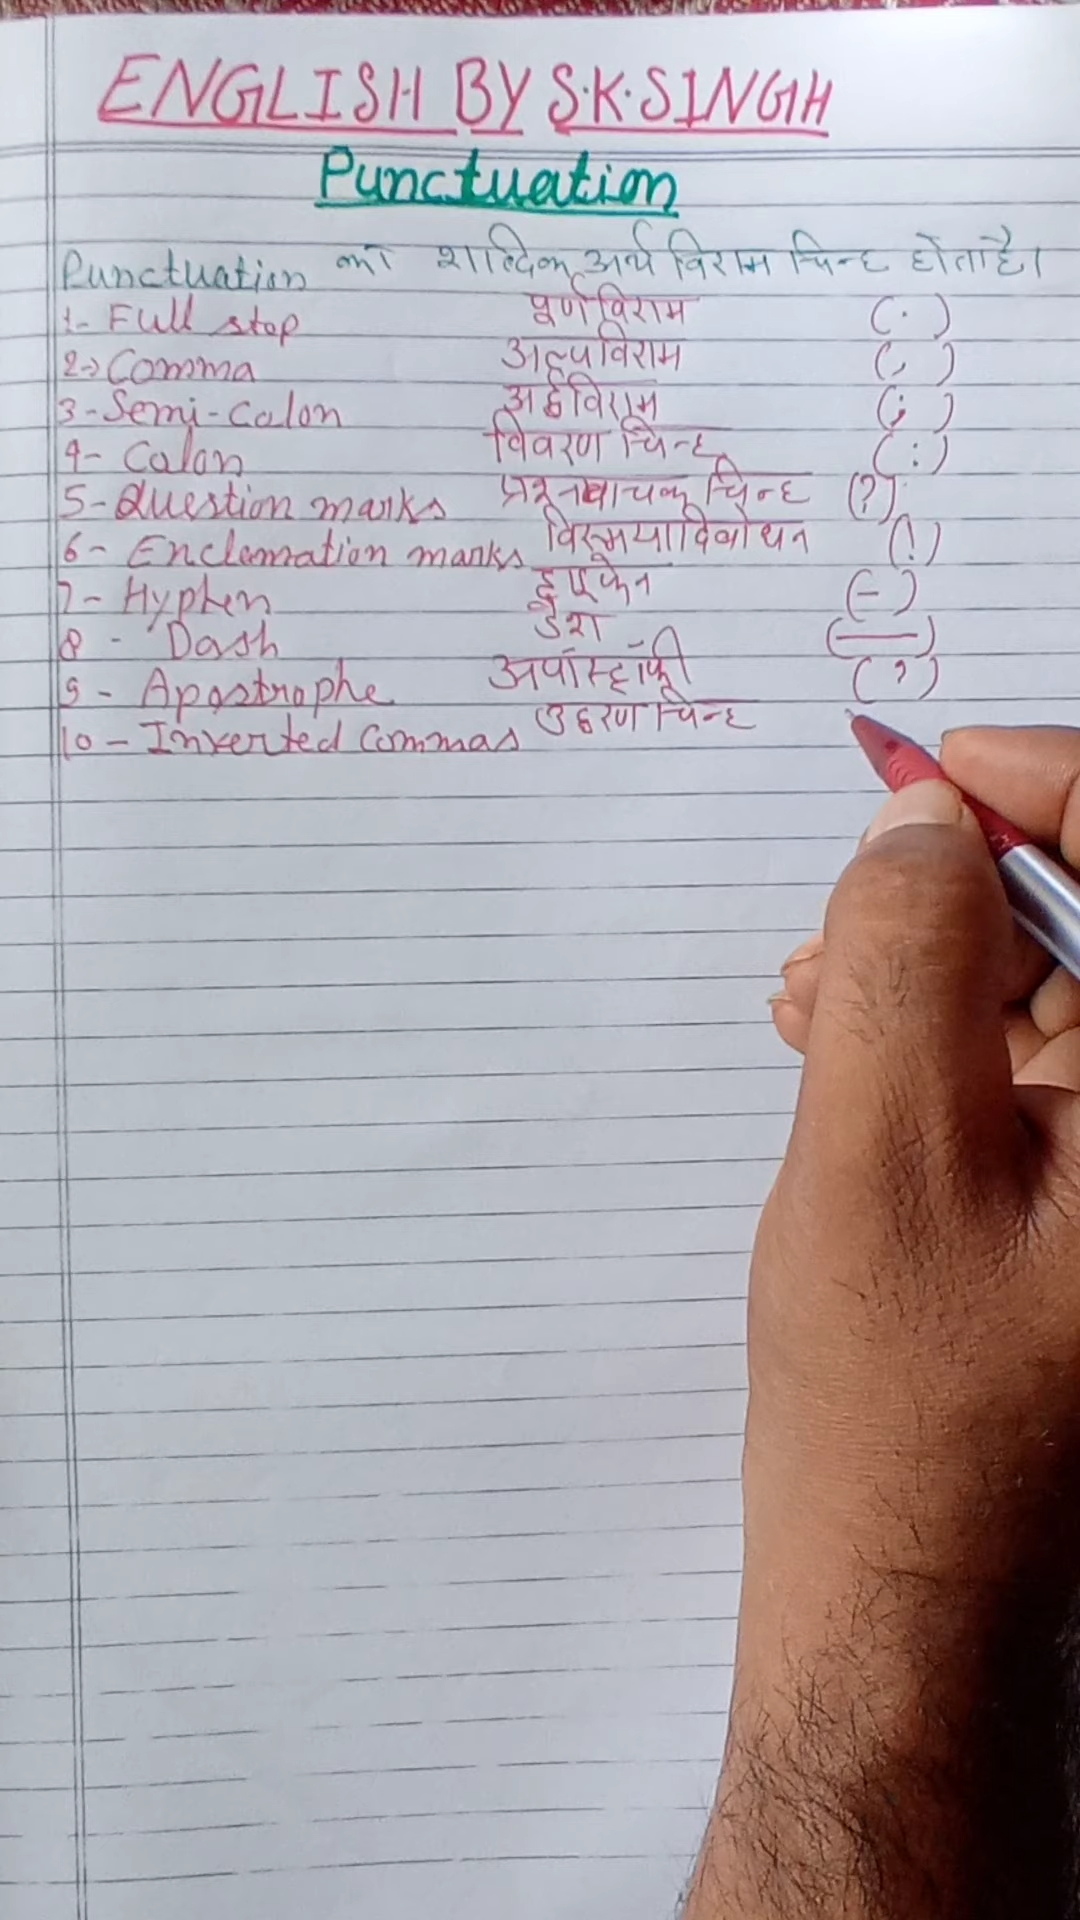 ENGLISH BY S.K.SINGH
Punctuation
Punctuation का शाब्दिक अर्थ विराम चिन्ह होता है।
1- Full stop पूर्णविराम (.)
2-> Comma अल्पविराम (,)
3- Semi-Colon अर्द्धविराम (;)
4- Colon विवरण चिन्ह (:)
5- Question marks प्रश्नवाचक चिन्ह (?)
6- Enclamation marks विस्मयादिबोधन (!)
7- Hyphen हाइफेन (-)
8 - Dash डैश (—)
9 - Apostrophe अपॉस्ट्रॉफी (')
10 - Inverted Commas उद्धरण चिन्ह